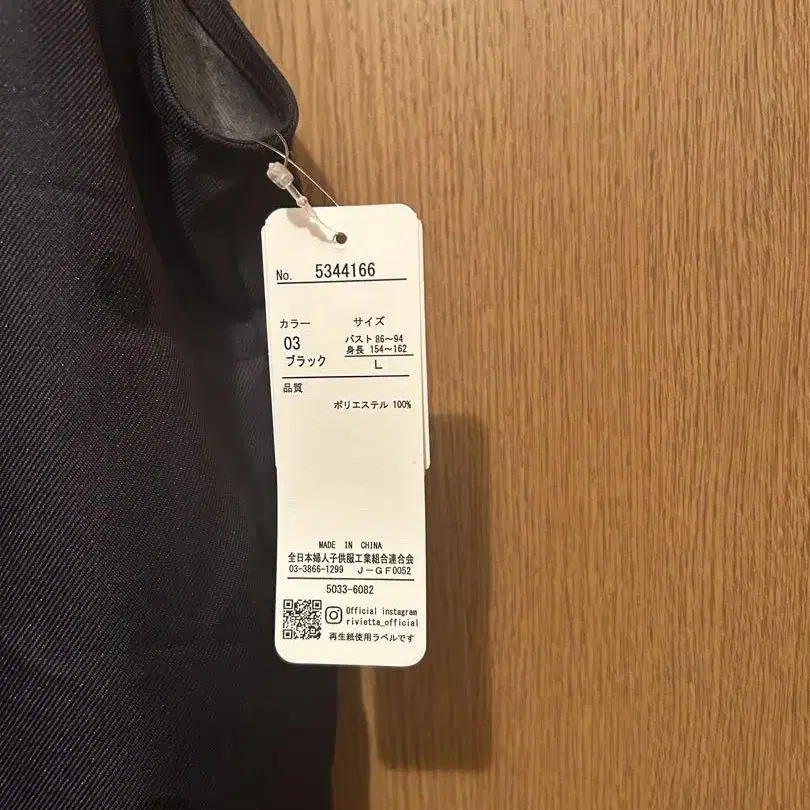 No. 5344166
カラー サイズ
03 バスト 86～94
ブラック 身長 154～162
L
品質
ポリエステル 100%
MADE IN CHINA
全日本婦人子供服工業組合連合会
03-3866-1299 J-GF0052
5033-6082
Official instagram
rivietta_official
再生紙使用ラベルです